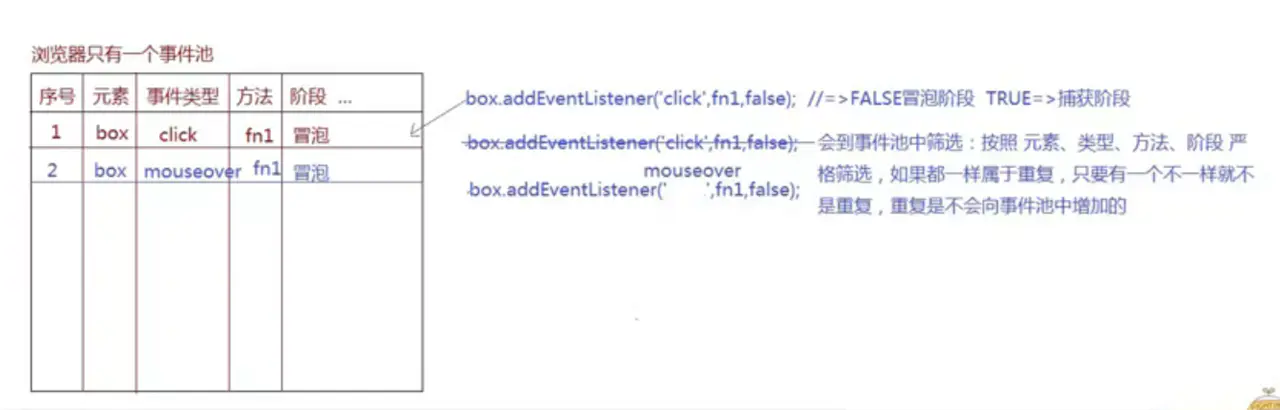 浏览器只有一个事件池
序号 元素 事件类型 方法 阶段 ...
1 box click fn1 冒泡
2 box mouseover fn1 冒泡
box.addEventListener('click',fn1,false); //=>FALSE冒泡阶段 TRUE=>捕获阶段
box.addEventListener('click',fn1,false);
mouseover
box.addEventListener(' ',fn1,false);
会到事件池中筛选：按照 元素、类型、方法、阶段 严
格筛选，如果都一样属于重复，只要有一个不一样就不
是重复，重复是不会向事件池中增加的